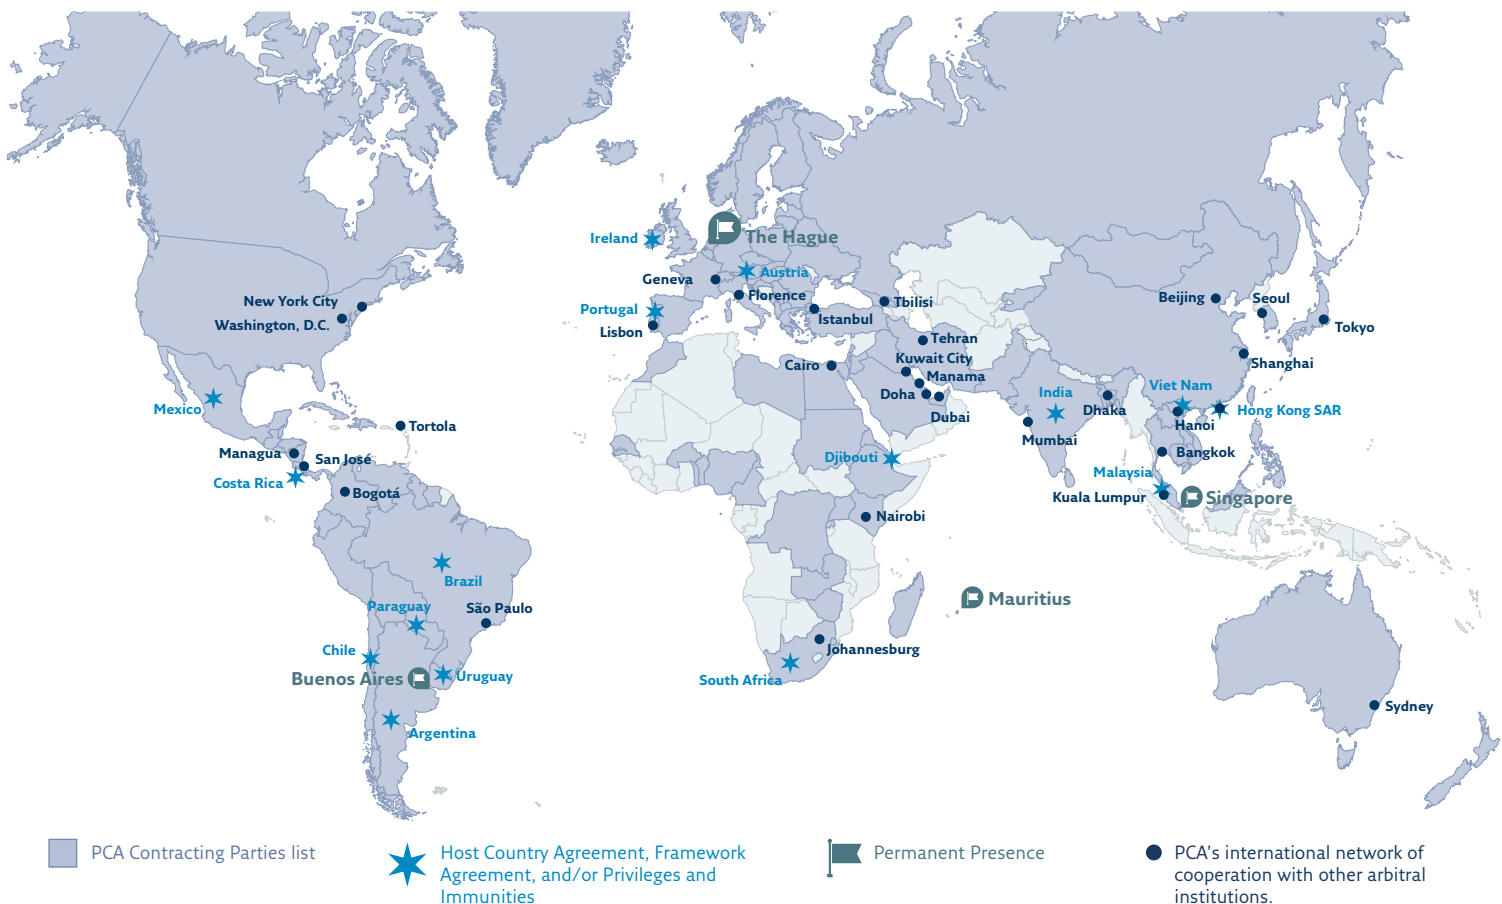 Ireland
The Hague
Geneva
Austria
Florence
Portugal
Lisbon
Istanbul
Tbilisi
New York City
Washington, D.C.
Beijing
Seoul
Tokyo
Shanghai
Tehran
Kuwait City
Manama
Cairo
Doha
Dubai
India
Dhaka
Mumbai
Viet Nam
Hong Kong SAR
Hanoi
Bangkok
Malaysia
Kuala Lumpur
Singapore
Mexico
Tortola
Managua
San José
Costa Rica
Bogotá
Djibouti
Nairobi
Brazil
Paraguay
São Paulo
Mauritius
Chile
Buenos Aires
Uruguay
Argentina
Johannesburg
South Africa
Sydney
PCA Contracting Parties list
Host Country Agreement, Framework
Agreement, and/or Privileges and
Immunities
Permanent Presence
PCA's international network of
cooperation with other arbitral
institutions.